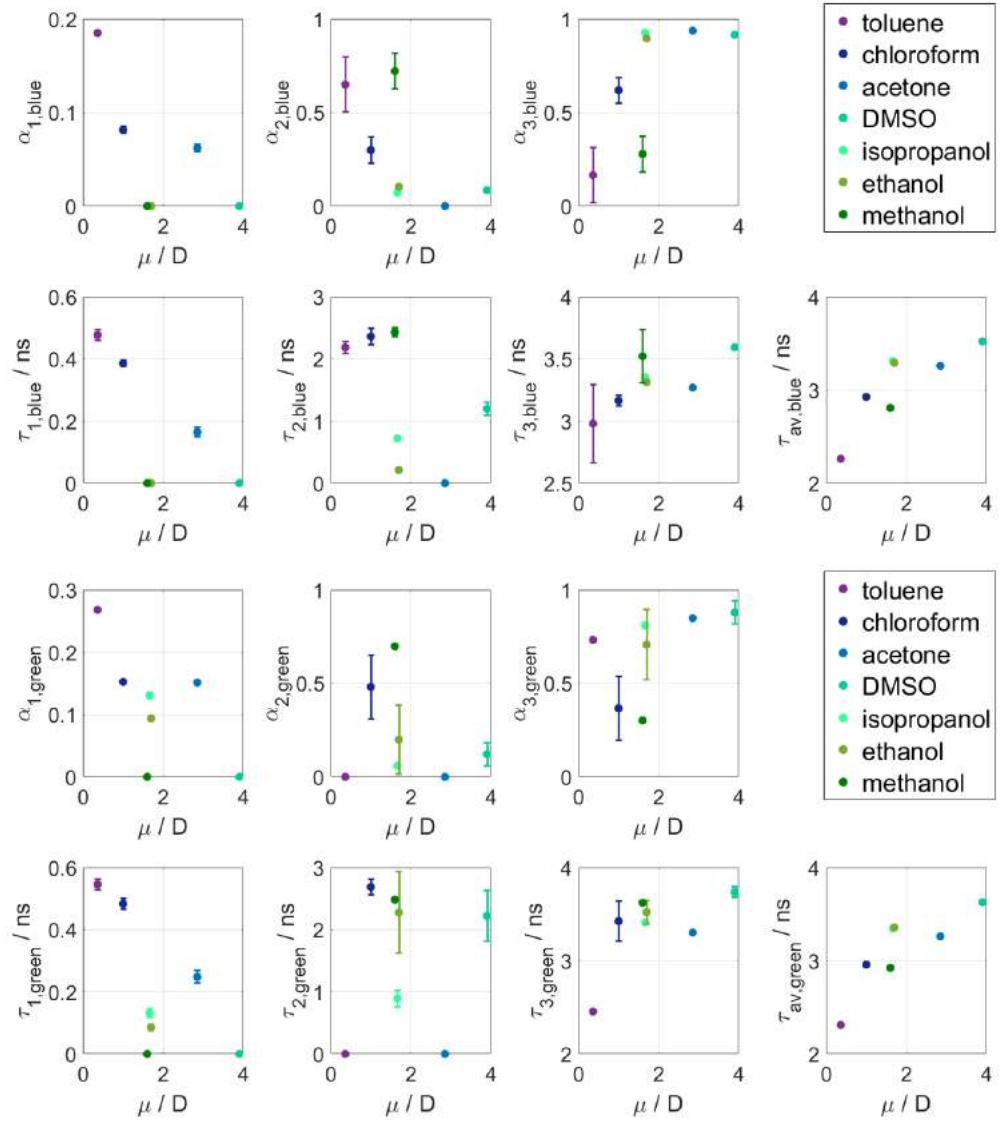 0.2
0.1
0
α1,blue
0 2 4
μ / D
1
0.5
0
α2,blue
0 2 4
μ / D
1
0.5
0
α3,blue
0 2 4
μ / D
toluene
chloroform
acetone
DMSO
isopropanol
ethanol
methanol
0.6
0.4
0.2
0
τ1,blue / ns
0 2 4
μ / D
3
2
1
0
τ2,blue / ns
0 2 4
μ / D
4
3.5
3
2.5
τ3,blue / ns
0 2 4
μ / D
4
3
2
τav,blue / ns
0 2 4
μ / D
0.3
0.2
0.1
0
α1,green
0 2 4
μ / D
1
0.5
0
α2,green
0 2 4
μ / D
1
0.5
0
α3,green
0 2 4
μ / D
toluene
chloroform
acetone
DMSO
isopropanol
ethanol
methanol
0.6
0.4
0.2
0
τ1,green / ns
0 2 4
μ / D
3
2
1
0
τ2,green / ns
0 2 4
μ / D
4
3
2
τ3,green / ns
0 2 4
μ / D
4
3
2
τav,green / ns
0 2 4
μ / D